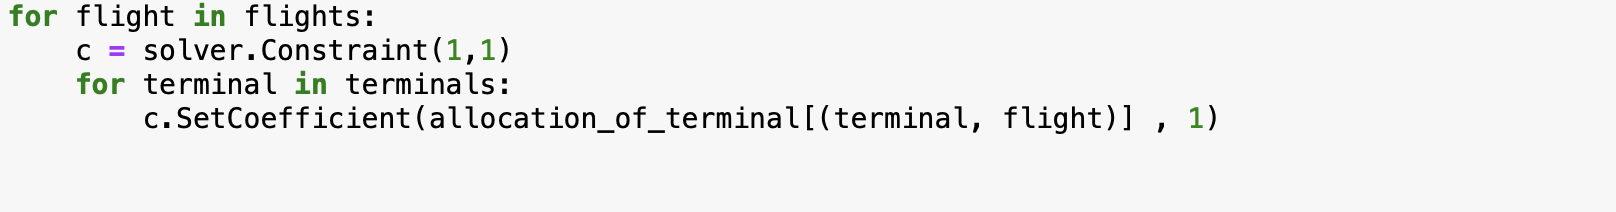 for flight in flights:
    c = solver.Constraint(1,1)
    for terminal in terminals:
        c.SetCoefficient(allocation_of_terminal[(terminal, flight)] , 1)